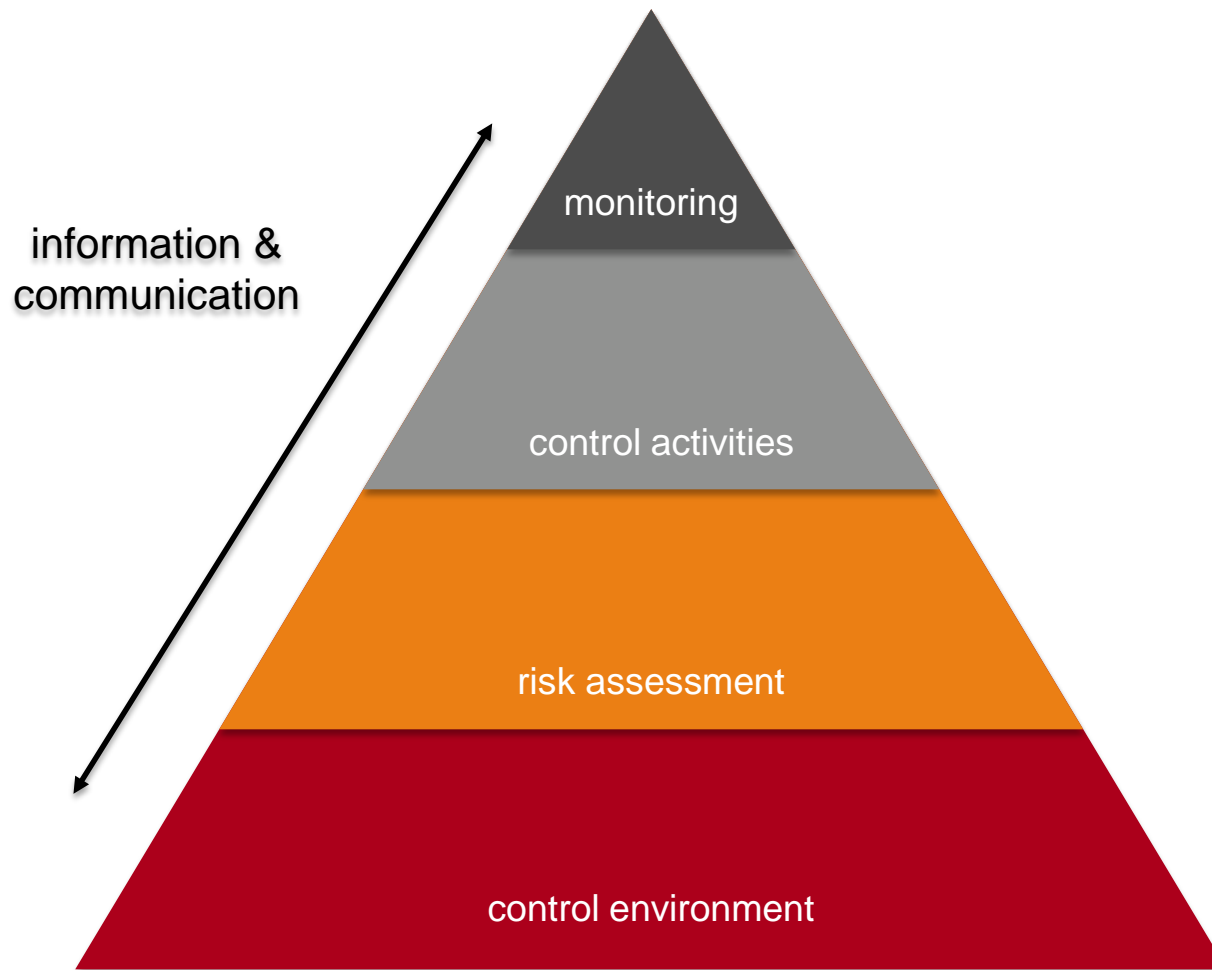 monitoring
information &
communication
control activities
risk assessment
control environment